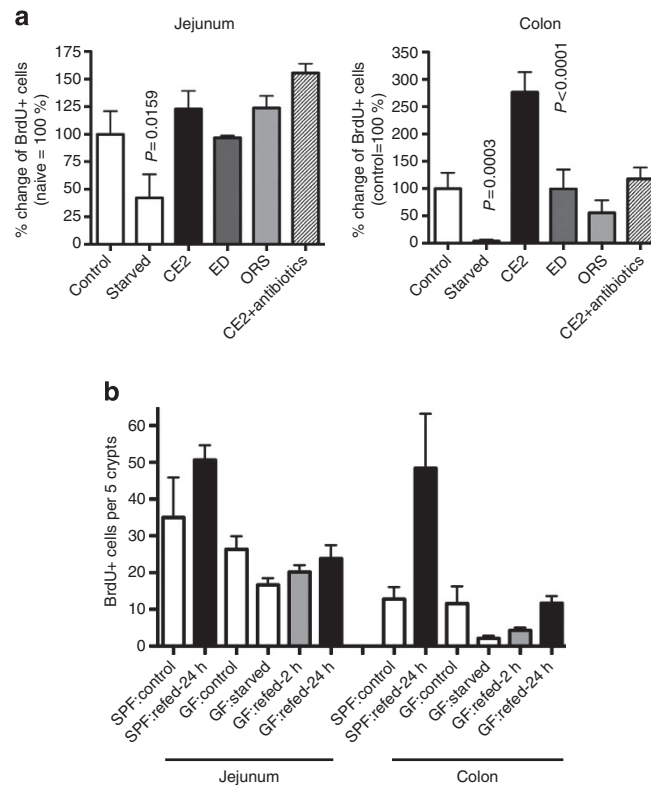 a
Jejunum
% change of BrdU+ cells
(naive = 100 %)
175
150
125
100
75
50
25
0
P=0.0159
Control
Starved
CE2
ED
ORS
CE2+antibiotics
Colon
% change of BrdU+ cells
(control=100 %)
350
300
250
200
150
100
50
0
P=0.0003
P<0.0001
Control
Starved
CE2
ED
ORS
CE2+antibiotics
b
BrdU+ cells per 5 crypts
60
50
40
30
20
10
0
SPF:control
SPF:refed-24 h
GF:control
GF:starved
GF:refed-2 h
GF:refed-24 h
SPF:control
SPF:refed-24 h
GF:control
GF:starved
GF:refed-2 h
GF:refed-24 h
Jejunum
Colon